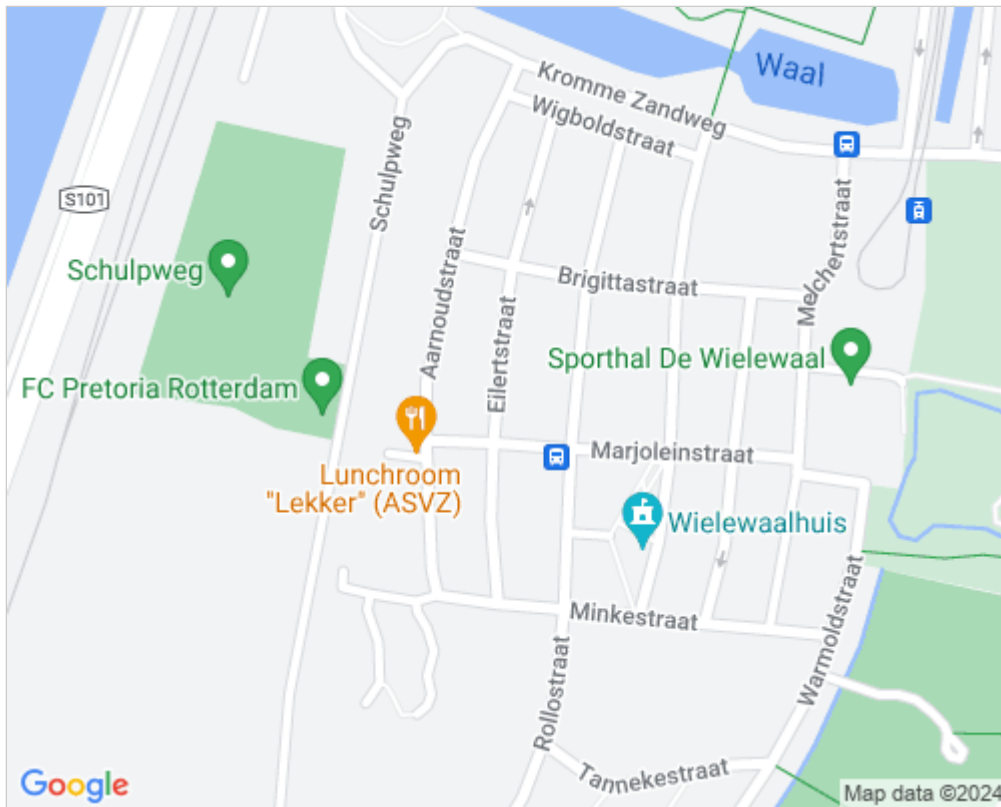 Waal
Kromme Zandweg
Wigboldstraat
S101
Schulpweg
Melchertstraat
Schulpweg
Aarnoudstraat
Brigittastraat
Eilertstraat
Sporthal De Wielewaal
FC Pretoria Rotterdam
Marjoleinstraat
Lunchroom
"Lekker" (ASVZ)
Wielewaalhuis
Minkestraat
Warmoldstraat
Rollostraat
Tannekestraat
Google
Map data ©2024